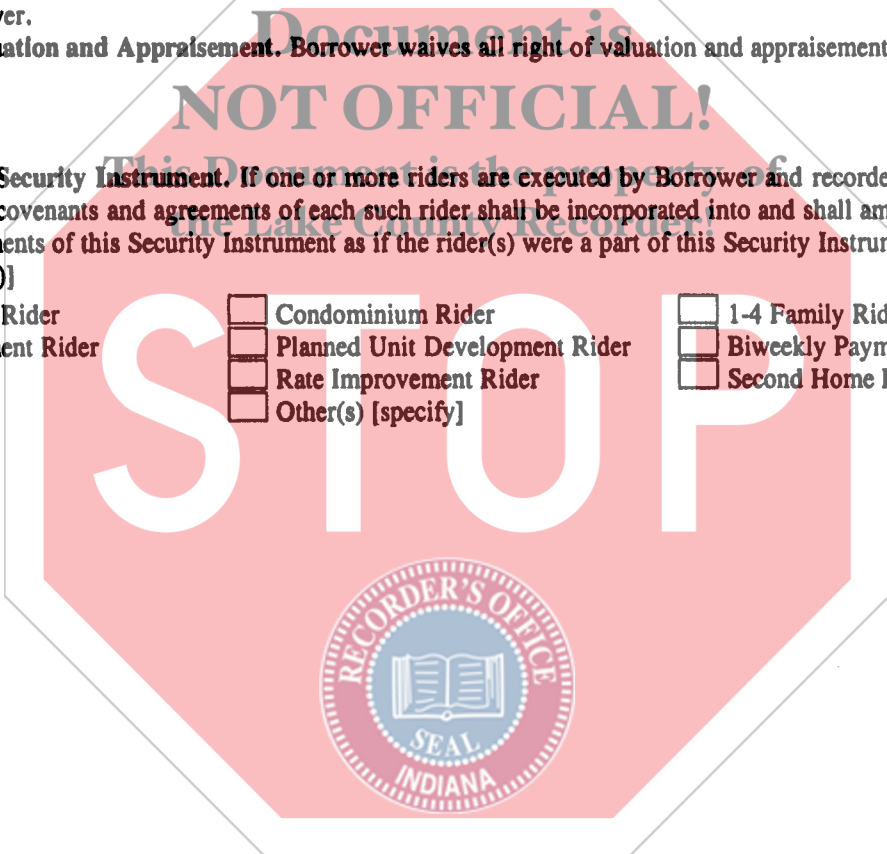 ver.
uation and Appraisement. Borrower waives all right of valuation and appraisement
Document is
NOT OFFICIAL!
This Document is the property of
the Lake County Recorder!
Security Instrument. If one or more riders are executed by Borrower and recorde
covenants and agreements of each such rider shall be incorporated into and shall am
ents of this Security Instrument as if the rider(s) were a part of this Security Instrum
)]
Rider Condominium Rider 1-4 Family Rid
ent Rider Planned Unit Development Rider Biweekly Paym
Rate Improvement Rider Second Home
Other(s) [specify]
STOP
RECORDER'S OFFICE
SEAL
INDIANA